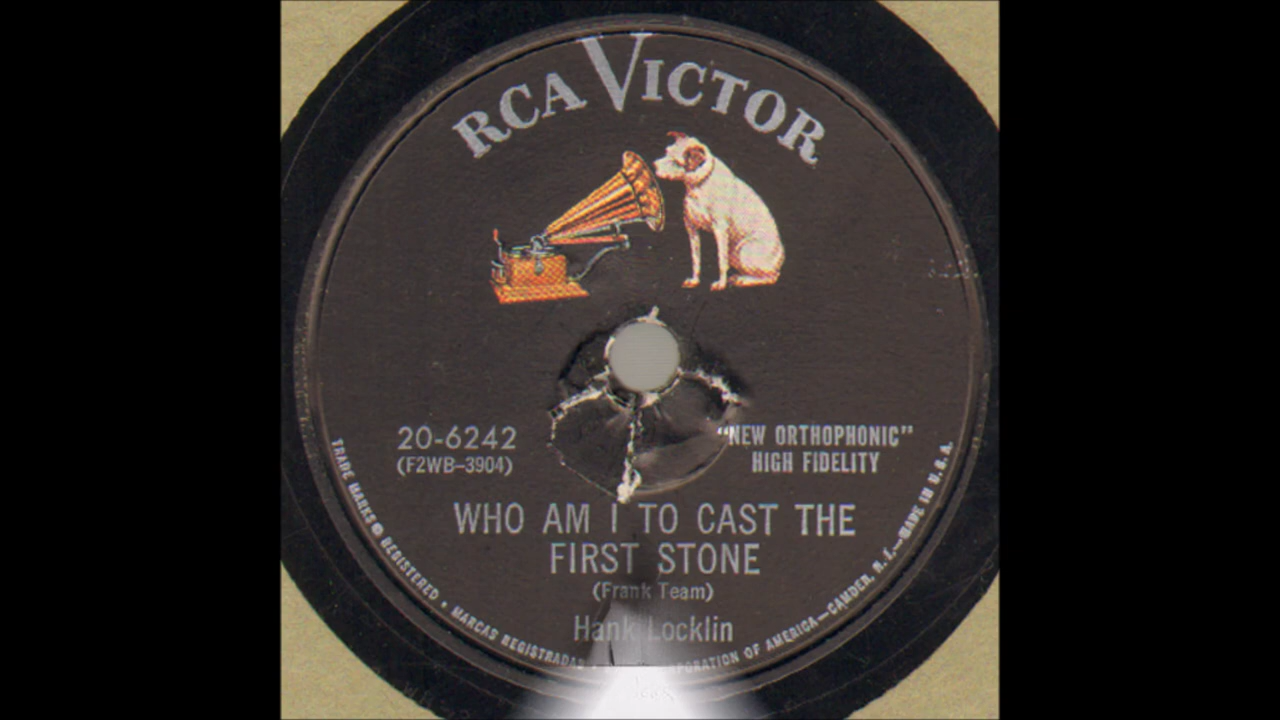 RCA VICTOR
20-6242
(F2WB-3904)
"NEW ORTHOPHONIC"
HIGH FIDELITY
WHO AM I TO CAST THE
FIRST STONE
(Frank Team)
Hank Locklin
TRADE MARKS ® REGISTERED • MARCAS REGISTRADAS OF AMERICA—CAMDEN, N. J.—MADE IN U.S.A.